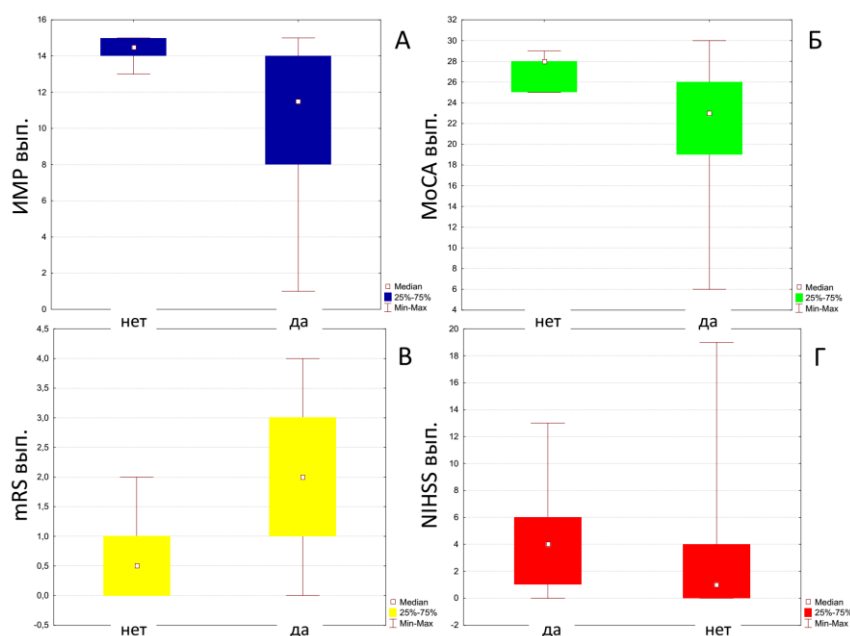 А
ИМП вып.
16
14
12
10
8
6
4
2
0
нет
да
Median
25%-75%
Min-Max
Б
MoCA вып.
32
30
28
26
24
22
20
18
16
14
12
10
8
6
4
нет
да
Median
25%-75%
Min-Max
В
mRS вып.
4,5
4,0
3,5
3,0
2,5
2,0
1,5
1,0
0,5
0,0
-0,5
нет
да
Median
25%-75%
Min-Max
Г
NIHSS вып.
20
18
16
14
12
10
8
6
4
2
0
-2
да
нет
Median
25%-75%
Min-Max